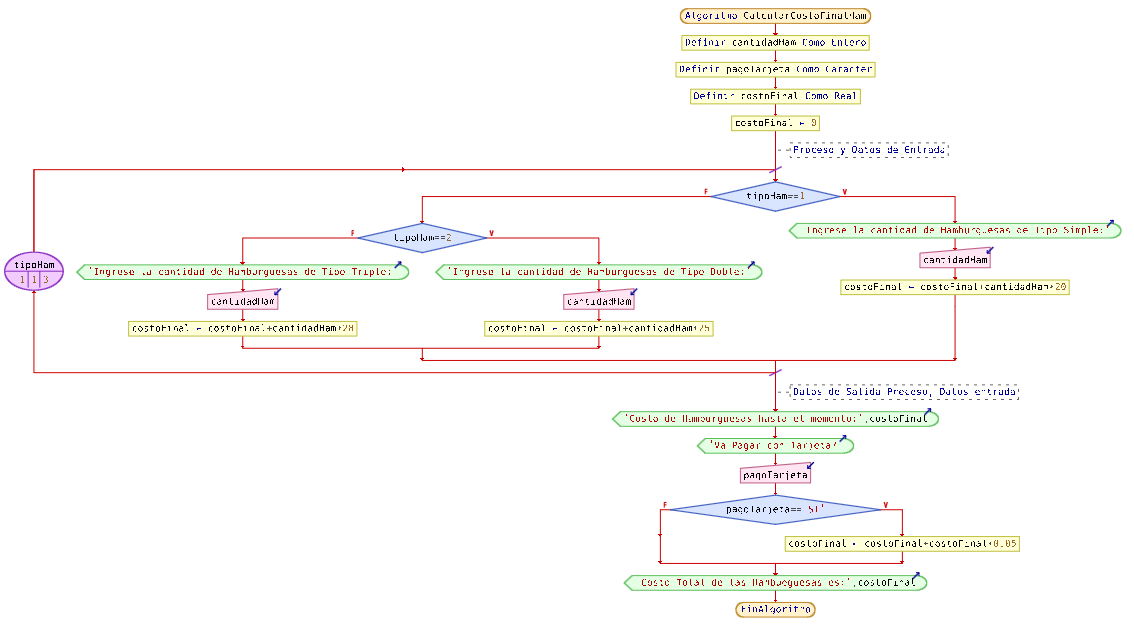 Algoritmo CalcularCostoFinalHam
Definir cantidadHam Como Entero
Definir pagoTarjeta Como Caracter
Definir costoFinal Como Real
costoFinal ← 0
Proceso y Datos de Entrada
tipoHam==1
F
V
tipoHam==2
F
V
'Ingrese la cantidad de Hamburguesas de Tipo Simple:'
cantidadHam
costoFinal ← costoFinal+cantidadHam*20
tipoHam
1 1 3
'Ingrese la cantidad de Hamburguesas de Tipo Triple:'
cantidadHam
costoFinal ← costoFinal+cantidadHam*28
'Ingrese la cantidad de Hamburguesas de Tipo Doble:'
cantidadHam
costoFinal ← costoFinal+cantidadHam*25
Datos de Salida Proceso, Datos entrada
'Costo de Hamburguesas hasta el momento:',costoFinal
'Va Pagar con Tarjeta?'
pagoTarjeta
pagoTarjeta=='SI'
F
V
costoFinal ← costoFinal+costoFinal*0.05
'Costo Total de las Hambueguesas es:',costoFinal
FinAlgoritmo